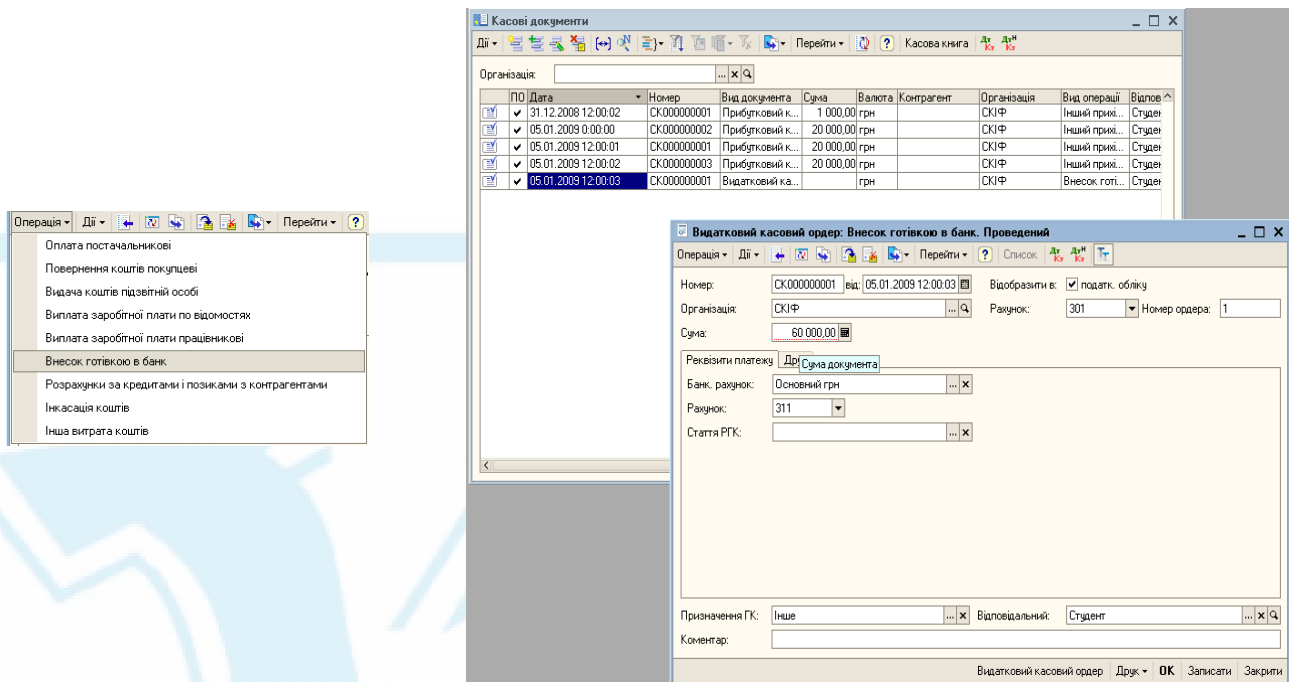 Операція Дії Перейти ?
Оплата постачальникові
Повернення коштів покупцеві
Видача коштів підзвітній особі
Виплата заробітної плати по відомостях
Виплата заробітної плати працівникові
Внесок готівкою в банк
Розрахунки за кредитами і позиками з контрагентами
Інкасація коштів
Інша витрата коштів
Касові документи
Дії Перейти ? Касова книга Дт Кт ДтН Кт
Організація: ... x
ПО Дата Номер Вид документа Сума Валюта Контрагент Організація Вид операції Відпов
31.12.2008 12:00:02 СК000000001 Прибутковий к... 1 000,00 грн СКІФ Інший прихі... Студен
05.01.2009 0:00:00 СК000000002 Прибутковий к... 20 000,00 грн СКІФ Інший прихі... Студен
05.01.2009 12:00:01 СК000000001 Прибутковий к... 20 000,00 грн СКІФ Інший прихі... Студен
05.01.2009 12:00:02 СК000000003 Прибутковий к... 20 000,00 грн СКІФ Інший прихі... Студен
05.01.2009 12:00:03 СК000000001 Видатковий ка... грн СКІФ Внесок готі... Студен
Видатковий касовий ордер: Внесок готівкою в банк. Проведений
Операція Дії Перейти ? Список Дт Кт ДтН Кт
Номер: СК000000001 від: 05.01.2009 12:00:03 Відобразити в: податк. обліку
Організація: СКІФ ... Рахунок: 301 Номер ордера: 1
Сума: 60 000,00
Реквізити платежу Дру
Сума документа
Банк. рахунок: Основний грн ... x
Рахунок: 311
Стаття РГК: ... x
Призначення ГК: Інше ... x Відповідальний: Студент ... x
Коментар:
Видатковий касовий ордер Друк OK Записати Закрити